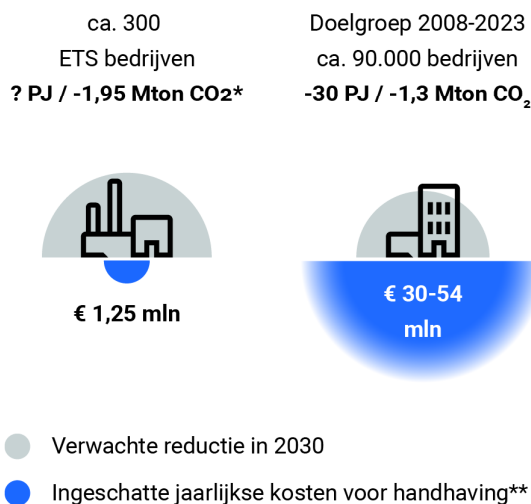 ca. 300
ETS bedrijven
? PJ / -1,95 Mton CO2*
Doelgroep 2008-2023
ca. 90.000 bedrijven
-30 PJ / -1,3 Mton CO₂
€ 1,25 mln
€ 30-54
mln
Verwachte reductie in 2030
Ingeschatte jaarlijkse kosten voor handhaving**